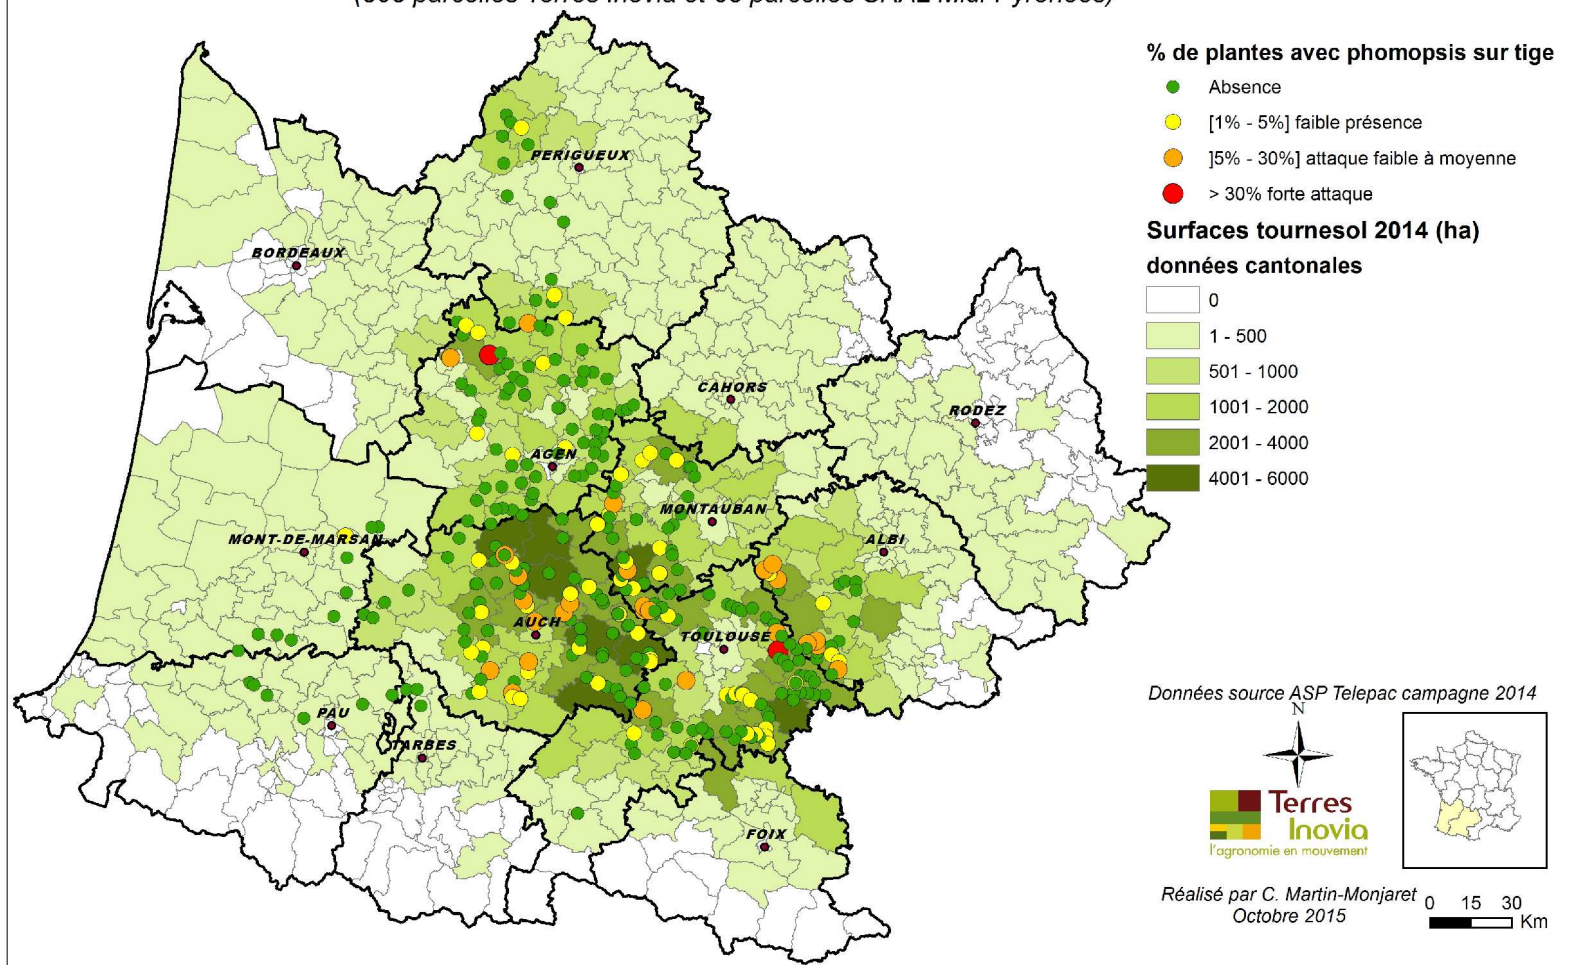 % de plantes avec phomopsis sur tige
Absence
[1% - 5%] faible présence
]5% - 30%] attaque faible à moyenne
> 30% forte attaque
Surfaces tournesol 2014 (ha)
données cantonales
0
1 - 500
501 - 1000
1001 - 2000
2001 - 4000
4001 - 6000
PERIGUEUX
BORDEAUX
CAHORS
RODEZ
AGEN
MONTAUBAN
MONT-DE-MARSAN
ALBI
AUCH
TOULOUSE
PAU
TARBES
FOIX
Données source ASP Telepac campagne 2014
N
Terres
Inovia
l'agronomie en mouvement
Réalisé par C. Martin-Monjaret
Octobre 2015
0 15 30
Km